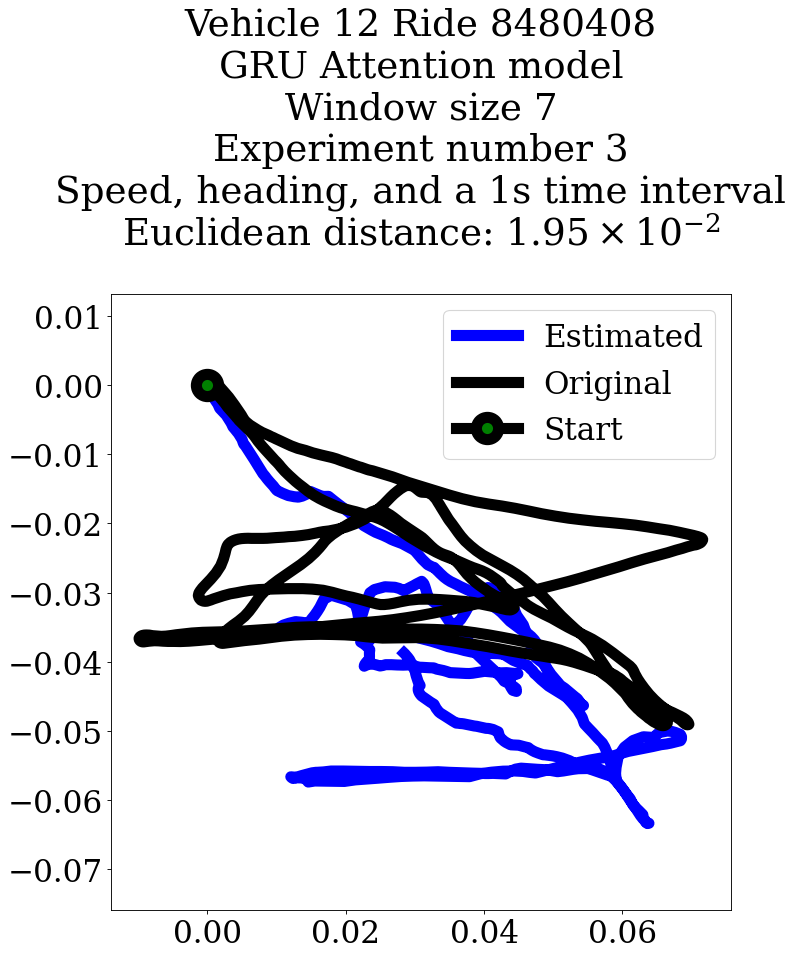 Vehicle 12 Ride 8480408
GRU Attention model
Window size 7
Experiment number 3
Speed, heading, and a 1s time interval
Euclidean distance: 1.95 × 10⁻²
Estimated
Original
Start
0.01
0.00
−0.01
−0.02
−0.03
−0.04
−0.05
−0.06
−0.07
0.00 0.02 0.04 0.06